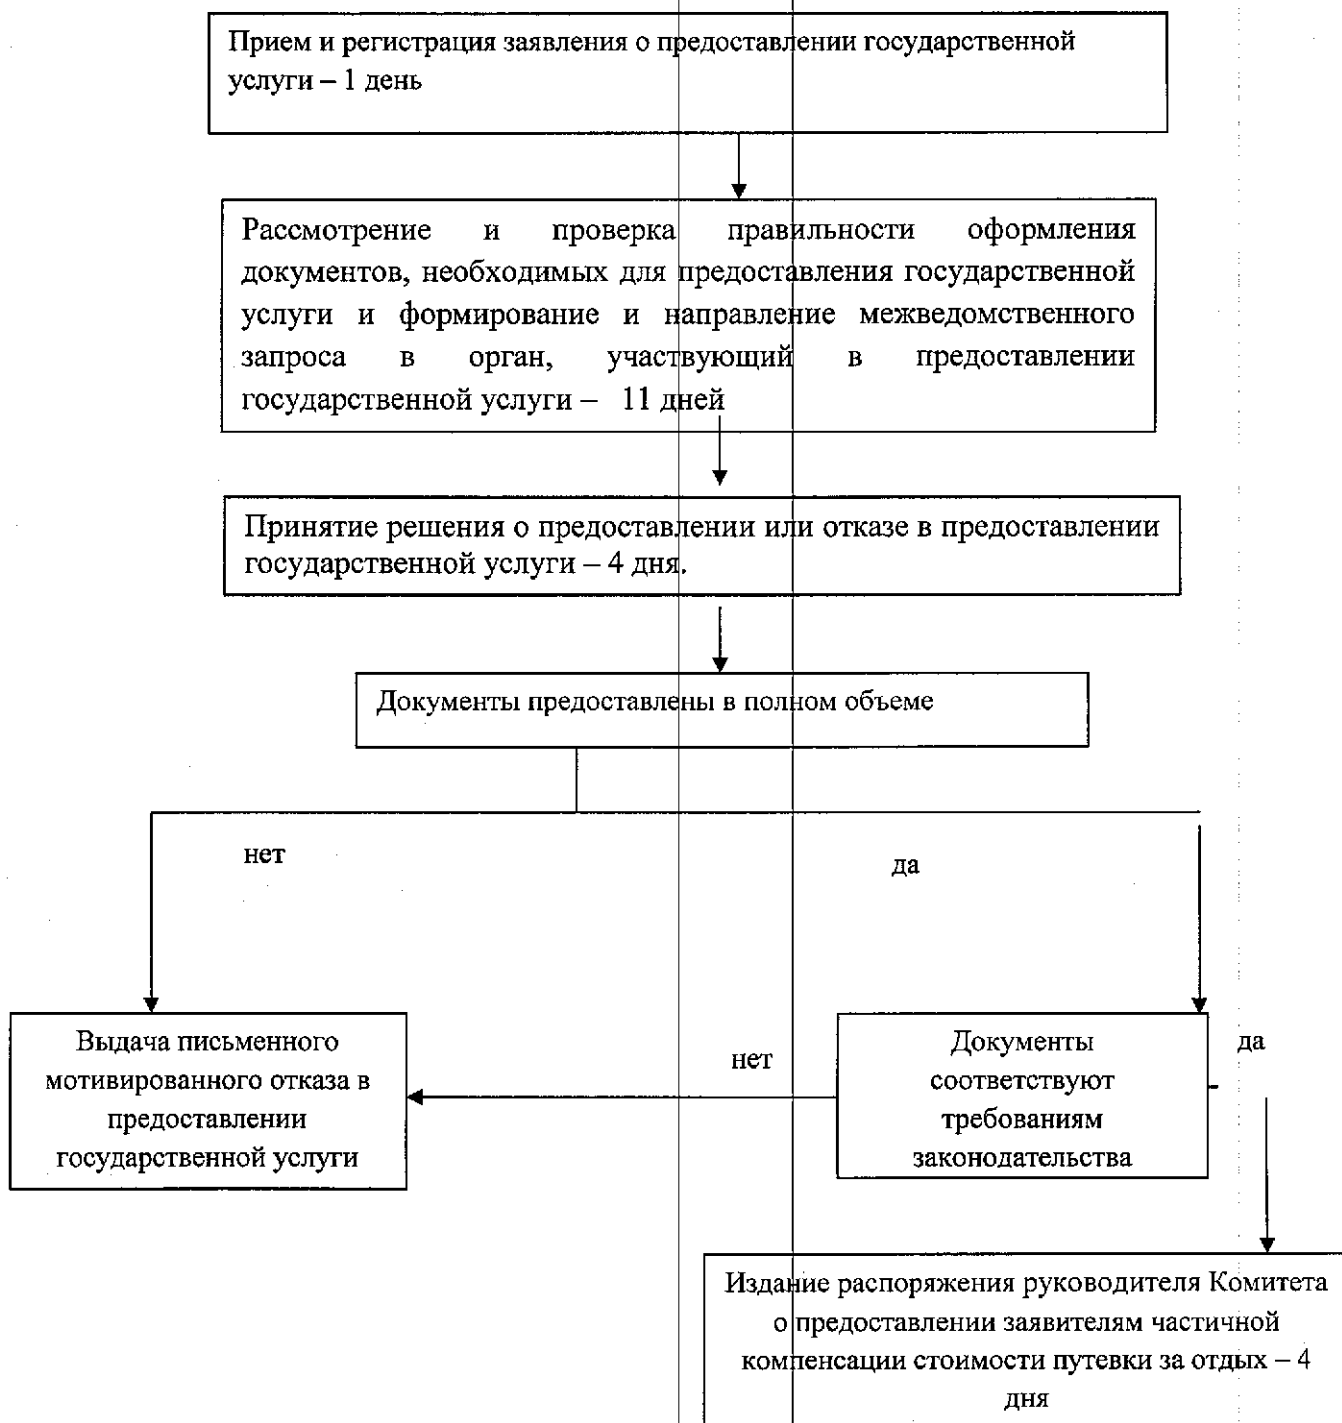 Прием и регистрация заявления о предоставлении государственной
услуги – 1 день
Рассмотрение и проверка правильности оформления
документов, необходимых для предоставления государственной
услуги и формирование и направление межведомственного
запроса в орган, участвующий в предоставлении
государственной услуги – 11 дней
Принятие решения о предоставлении или отказе в предоставлении
государственной услуги – 4 дня.
Документы предоставлены в полном объеме
нет
да
Выдача письменного
мотивированного отказа в
предоставлении
государственной услуги
нет
Документы
соответствуют
требованиям
законодательства
да
Издание распоряжения руководителя Комитета
о предоставлении заявителям частичной
компенсации стоимости путевки за отдых – 4
дня